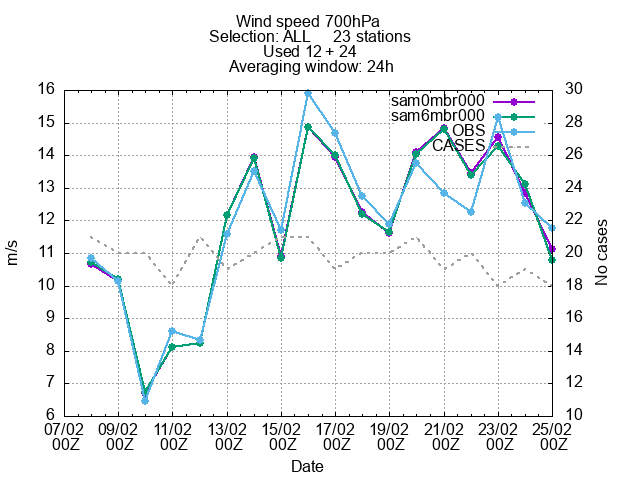 Wind speed 700hPa
Selection: ALL     23 stations
Used 12 + 24
Averaging window: 24h
16
15
14
13
12
11
10
9
8
7
6
m/s
30
28
26
24
22
20
18
16
14
12
10
No cases
sam0mbr000
sam6mbr000
OBS
CASES
07/02 09/02 11/02 13/02 15/02 17/02 19/02 21/02 23/02 25/02
00Z 00Z 00Z 00Z 00Z 00Z 00Z 00Z 00Z 00Z
Date